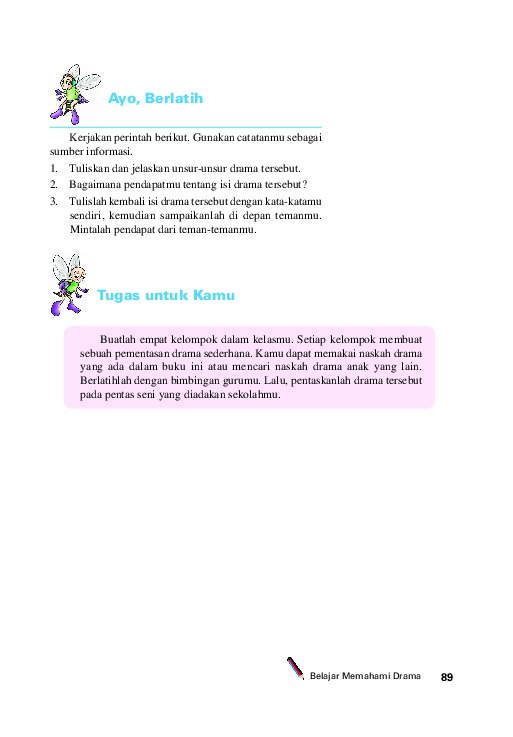 Ayo, Berlatih
Kerjakan perintah berikut. Gunakan catatanmu sebagai
sumber informasi.
1. Tuliskan dan jelaskan unsur-unsur drama tersebut.
2. Bagaimana pendapatmu tentang isi drama tersebut?
3. Tulislah kembali isi drama tersebut dengan kata-katamu
sendiri, kemudian sampaikanlah di depan temanmu.
Mintalah pendapat dari teman-temanmu.
Tugas untuk Kamu
Buatlah empat kelompok dalam kelasmu. Setiap kelompok membuat
sebuah pementasan drama sederhana. Kamu dapat memakai naskah drama
yang ada dalam buku ini atau mencari naskah drama anak yang lain.
Berlatihlah dengan bimbingan gurumu. Lalu, pentaskanlah drama tersebut
pada pentas seni yang diadakan sekolahmu.
Belajar Memahami Drama 89